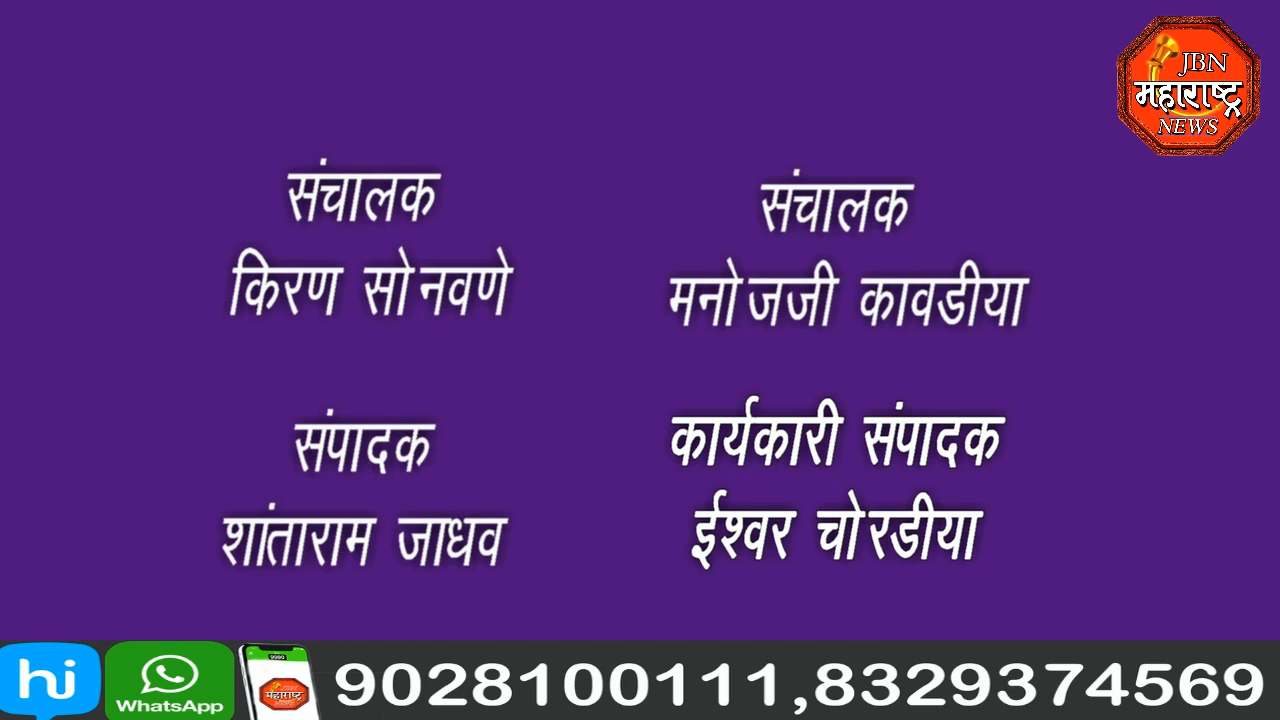 JBN
महाराष्ट्र
NEWS
संचालक
किरण सोनवणे
संचालक
मनोजजी कावडीया
संपादक
शांताराम जाधव
कार्यकारी संपादक
ईश्वर चोरडीया
hi
WhatsApp
महाराष्ट्र
9028100111,8329374569